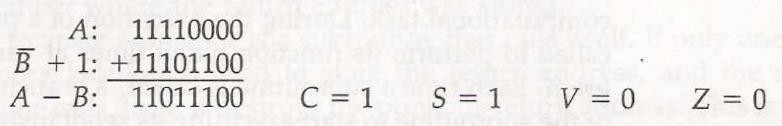 A: 11110000
B̅ + 1: +11101100
A − B: 11011100 C = 1 S = 1 V = 0 Z = 0